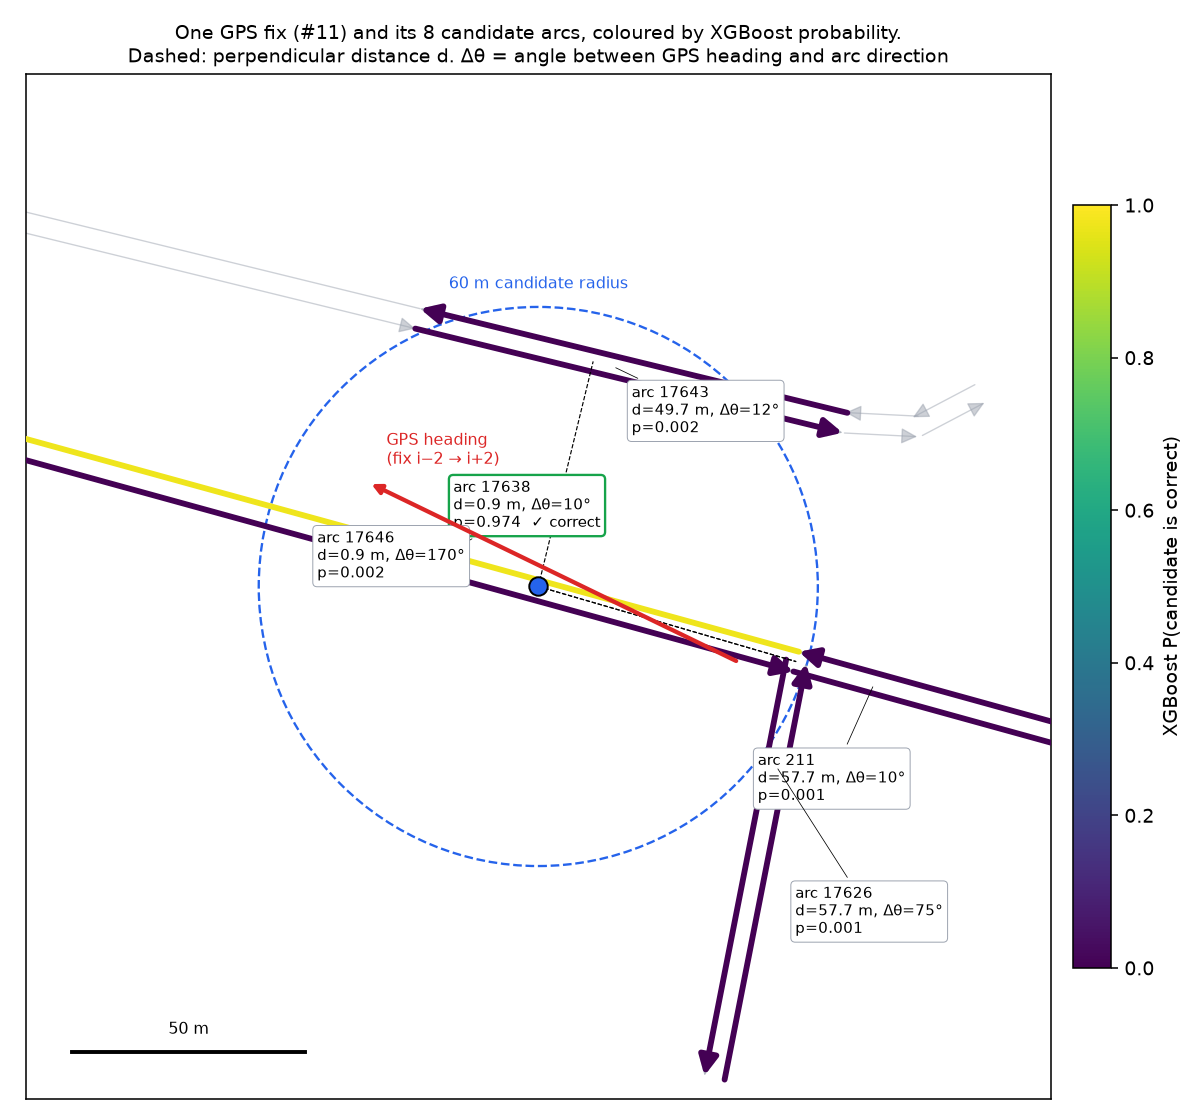 One GPS fix (#11) and its 8 candidate arcs, coloured by XGBoost probability.
Dashed: perpendicular distance d. Δθ = angle between GPS heading and arc direction
60 m candidate radius
arc 17643
d=49.7 m, Δθ=12°
p=0.002
GPS heading
(fix i−2 → i+2)
arc 17638
d=0.9 m, Δθ=10°
p=0.974 ✓ correct
arc 17646
d=0.9 m, Δθ=170°
p=0.002
arc 211
d=57.7 m, Δθ=10°
p=0.001
arc 17626
d=57.7 m, Δθ=75°
p=0.001
50 m
1.0
0.8
0.6
0.4
0.2
0.0
XGBoost P(candidate is correct)